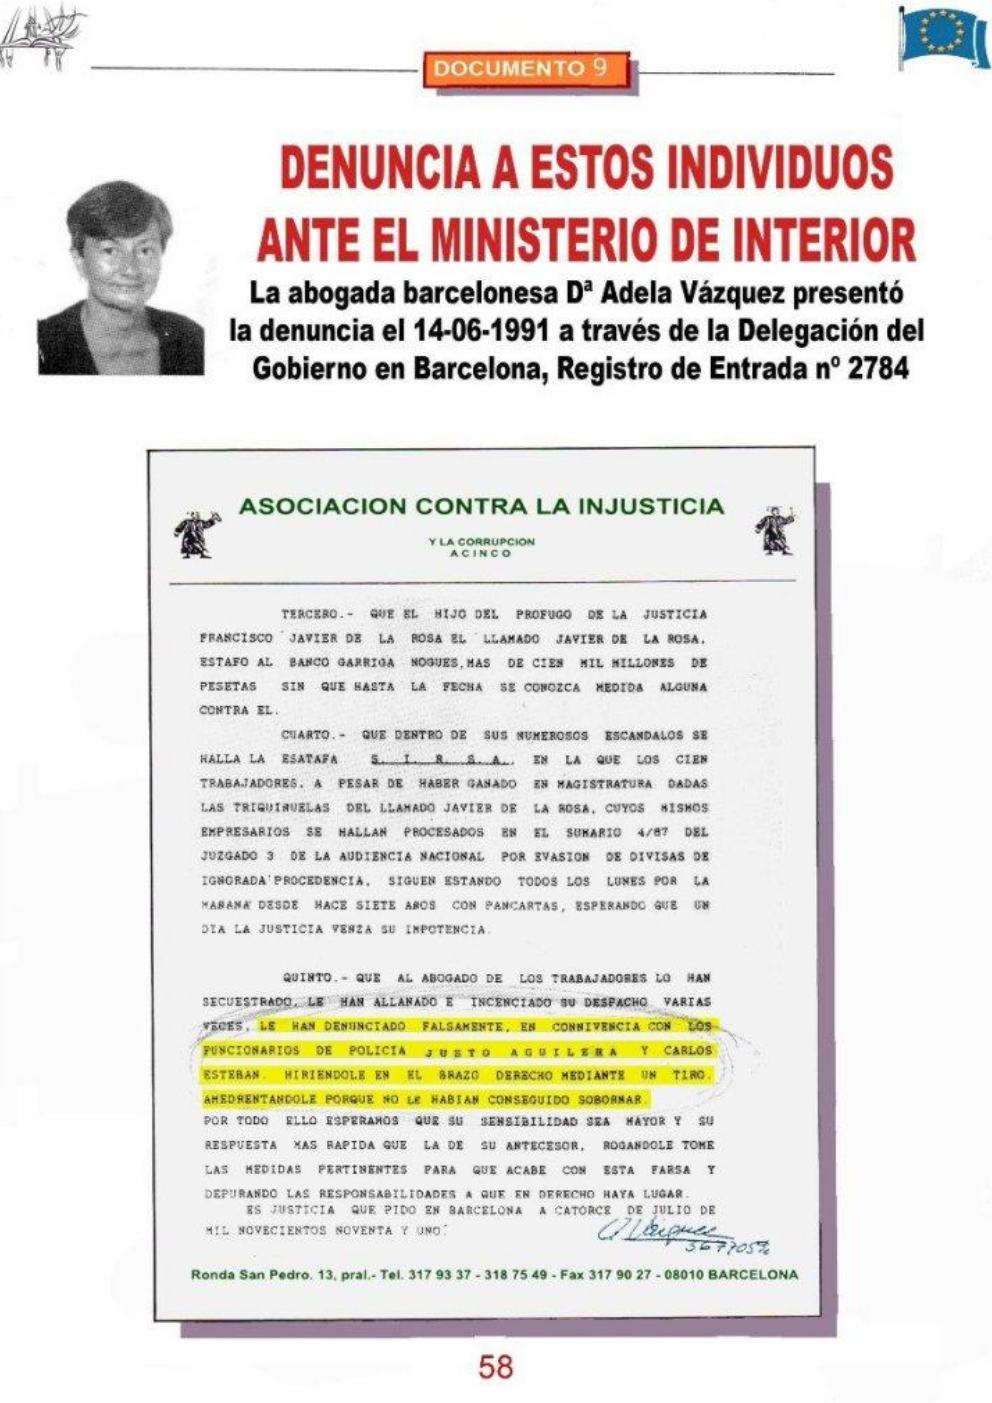 DOCUMENTO 9
DENUNCIA A ESTOS INDIVIDUOS
ANTE EL MINISTERIO DE INTERIOR
La abogada barcelonesa Dª Adela Vázquez presentó
la denuncia el 14-06-1991 a través de la Delegación del
Gobierno en Barcelona, Registro de Entrada nº 2784
ASOCIACION CONTRA LA INJUSTICIA
Y LA CORRUPCION
A C I N C O
TERCERO.- QUE EL HIJO DEL PROFUGO DE LA JUSTICIA
FRANCISCO JAVIER DE LA ROSA EL LLAMADO JAVIER DE LA ROSA,
ESTAFO AL BANCO GARRIGA NOGUES, MAS DE CIEN MIL MILLONES DE
PESETAS SIN QUE HASTA LA FECHA SE CONOZCA MEDIDA ALGUNA
CONTRA EL.
CUARTO.- QUE DENTRO DE SUS NUMEROSOS ESCANDALOS SE
HALLA LA ESATAFA S. I. R. S. A., EN LA QUE LOS CIEN
TRABAJADORES, A PESAR DE HABER GANADO EN MAGISTRATURA DADAS
LAS TRIQUIÑUELAS DEL LLAMADO JAVIER DE LA ROSA, CUYOS MISMOS
EMPRESARIOS SE HALLAN PROCESADOS EN EL SUMARIO 4/87 DEL
JUZGADO 3 DE LA AUDIENCIA NACIONAL POR EVASION DE DIVISAS DE
IGNORADA PROCEDENCIA, SIGUEN ESTANDO TODOS LOS LUNES POR LA
MAÑANA DESDE HACE SIETE AÑOS CON PANCARTAS, ESPERANDO QUE UN
DIA LA JUSTICIA VENZA SU IMPOTENCIA.
QUINTO.- QUE AL ABOGADO DE LOS TRABAJADORES LO HAN
SECUESTRADO, LE HAN ALLANADO E INCENCIADO SU DESPACHO VARIAS
VECES, LE HAN DENUNCIADO FALSAMENTE, EN CONNIVENCIA CON LOS
FUNCIONARIOS DE POLICIA JUSTO AGUILERA Y CARLOS
ESTEBAN. HIRIENDOLE EN EL BRAZO DERECHO MEDIANTE UN TIRO,
AMEDRENTANDOLE PORQUE NO LE HABIAN CONSEGUIDO SOBORNAR.
POR TODO ELLO ESPERAMOS QUE SU SENSIBILIDAD SEA MAYOR Y SU
RESPUESTA MAS RAPIDA QUE LA DE SU ANTECESOR, ROGANDOLE TOME
LAS MEDIDAS PERTINENTES PARA QUE ACABE CON ESTA FARSA Y
DEPURANDO LAS RESPONSABILIDADES A QUE EN DERECHO HAYA LUGAR.
ES JUSTICIA QUE PIDO EN BARCELONA A CATORCE DE JULIO DE
MIL NOVECIENTOS NOVENTA Y UNO.
Ronda San Pedro. 13, pral.- Tel. 317 93 37 - 318 75 49 - Fax 317 90 27 - 08010 BARCELONA
58